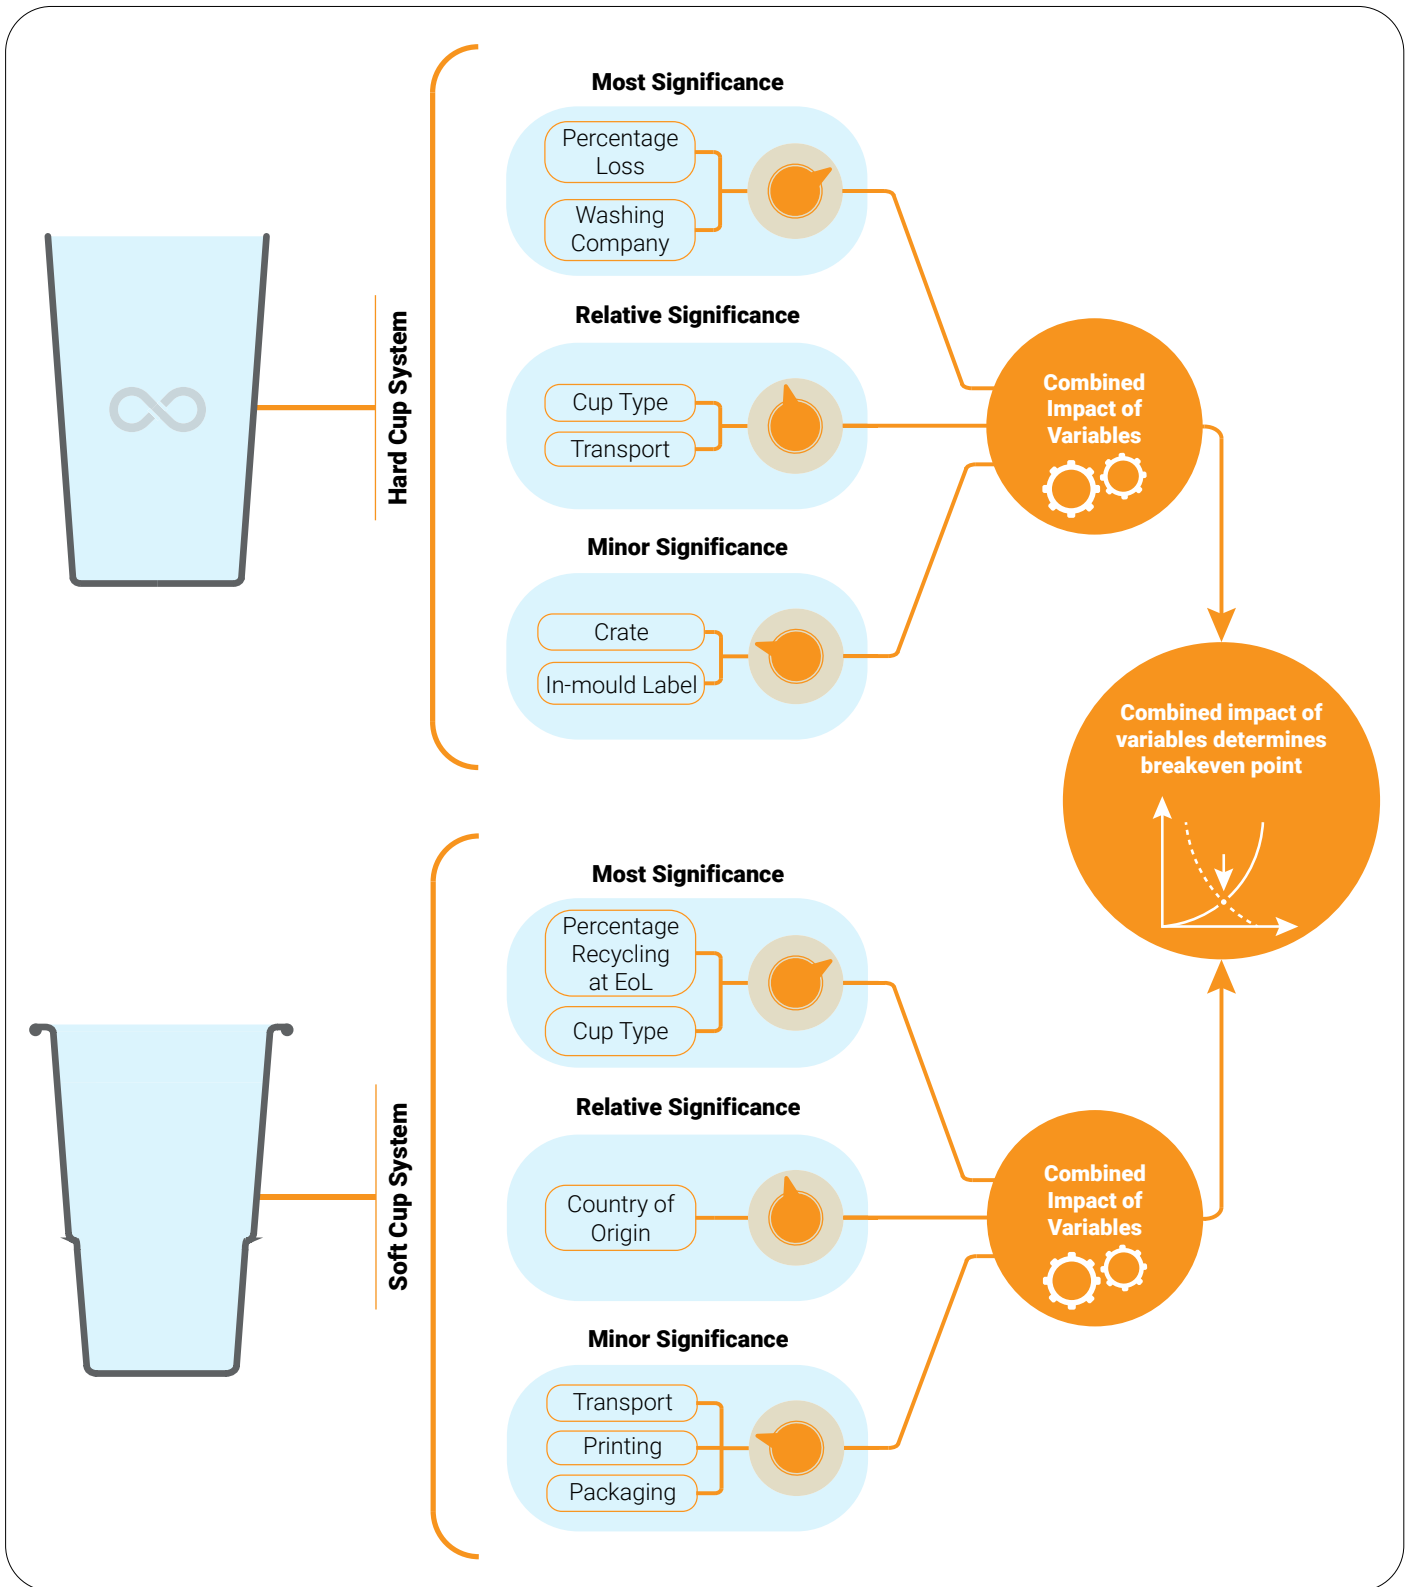 Hard Cup System
Most Significance
Percentage
Loss
Washing
Company
Relative Significance
Cup Type
Transport
Minor Significance
Crate
In-mould Label
Combined
Impact of
Variables
Combined impact of
variables determines
breakeven point
Soft Cup System
Most Significance
Percentage
Recycling
at EoL
Cup Type
Relative Significance
Country of
Origin
Minor Significance
Transport
Printing
Packaging
Combined
Impact of
Variables